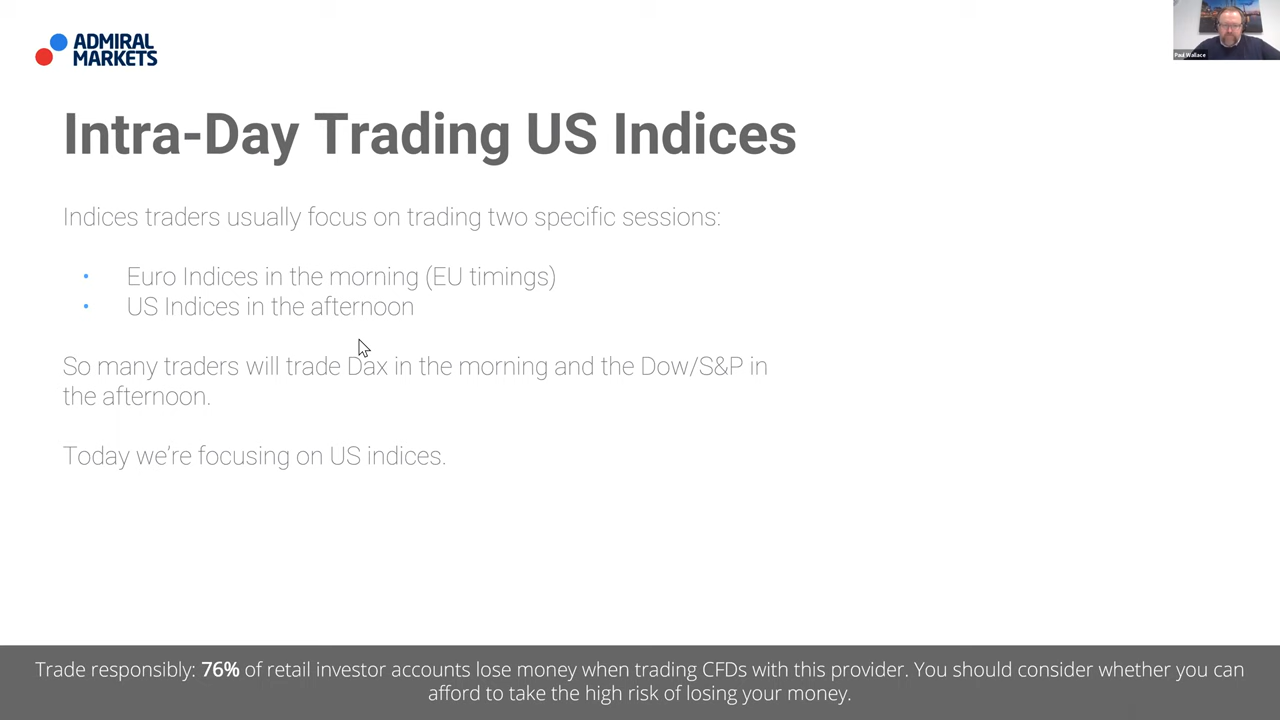 ADMIRAL
MARKETS
Paul Wallace
Intra-Day Trading US Indices
Indices traders usually focus on trading two specific sessions:
• Euro Indices in the morning (EU timings)
• US Indices in the afternoon
So many traders will trade Dax in the morning and the Dow/S&P in
the afternoon.
Today we’re focusing on US indices.
Trade responsibly: 76% of retail investor accounts lose money when trading CFDs with this provider. You should consider whether you can
afford to take the high risk of losing your money.